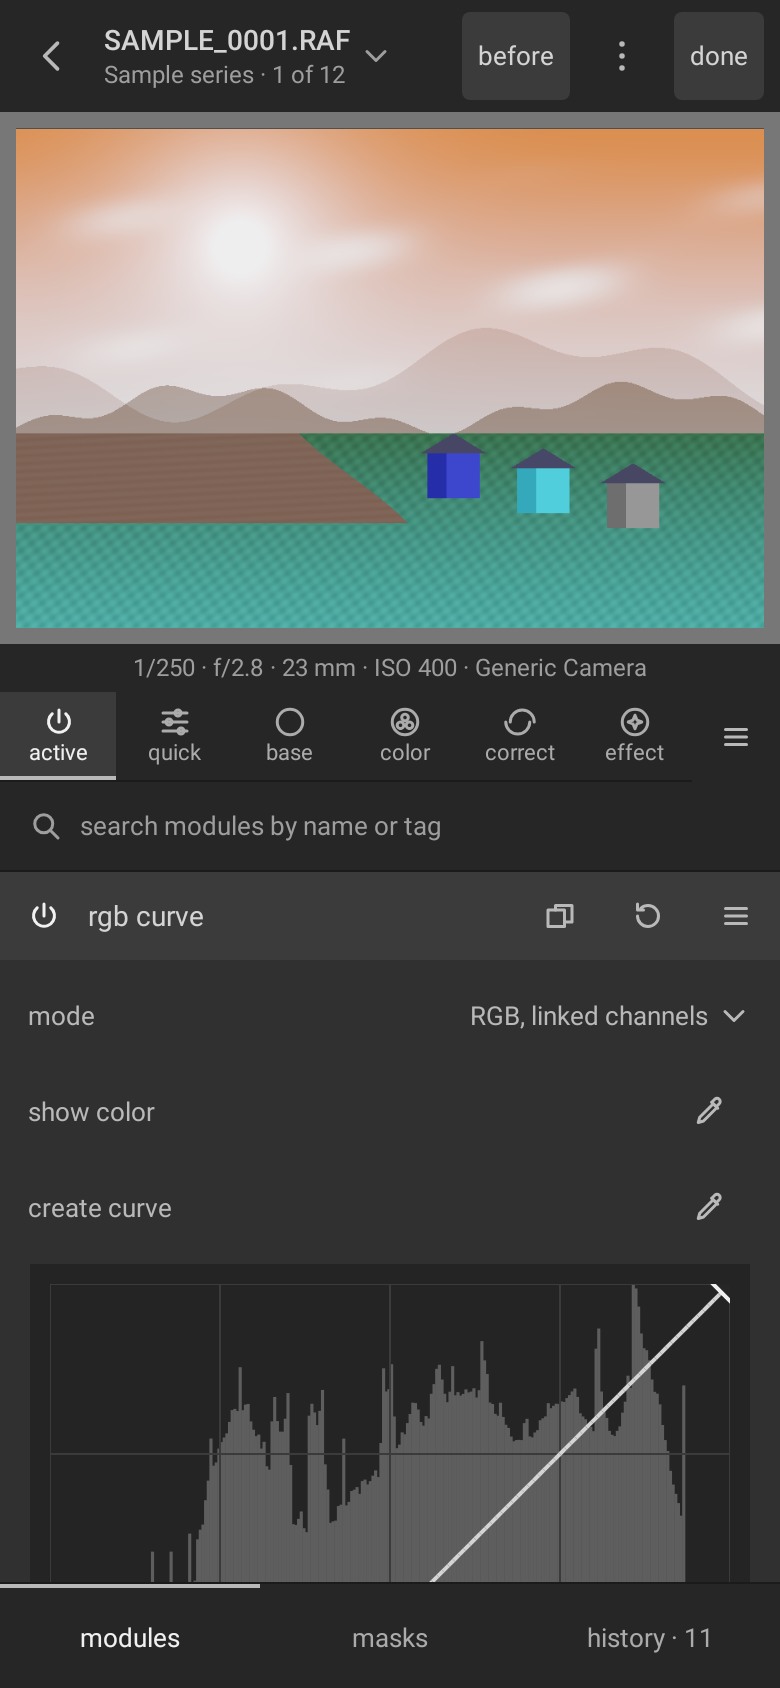 SAMPLE_0001.RAF
Sample series · 1 of 12
before
done
1/250 · f/2.8 · 23 mm · ISO 400 · Generic Camera
active
quick
base
color
correct
effect
search modules by name or tag
rgb curve
mode
RGB, linked channels
show color
create curve
modules
masks
history · 11